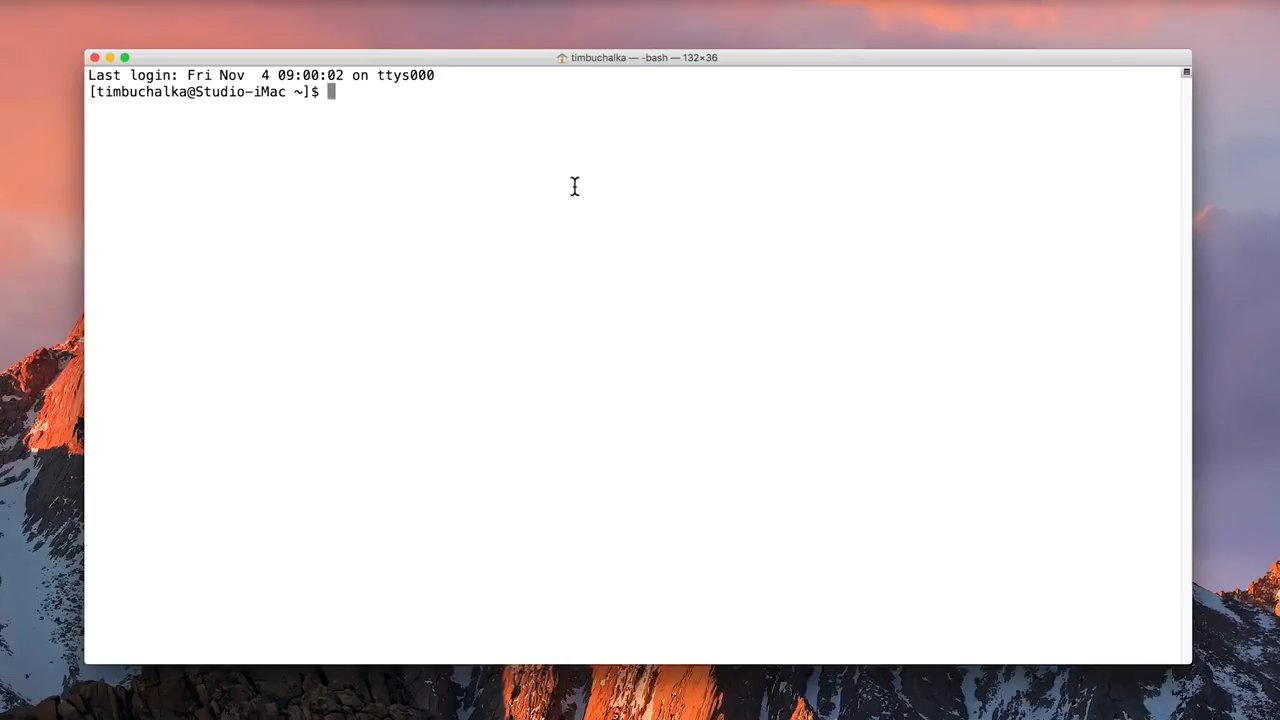 timbuchalka — -bash — 132×36
Last login: Fri Nov  4 09:00:02 on ttys000
[timbuchalka@Studio-iMac ~]$